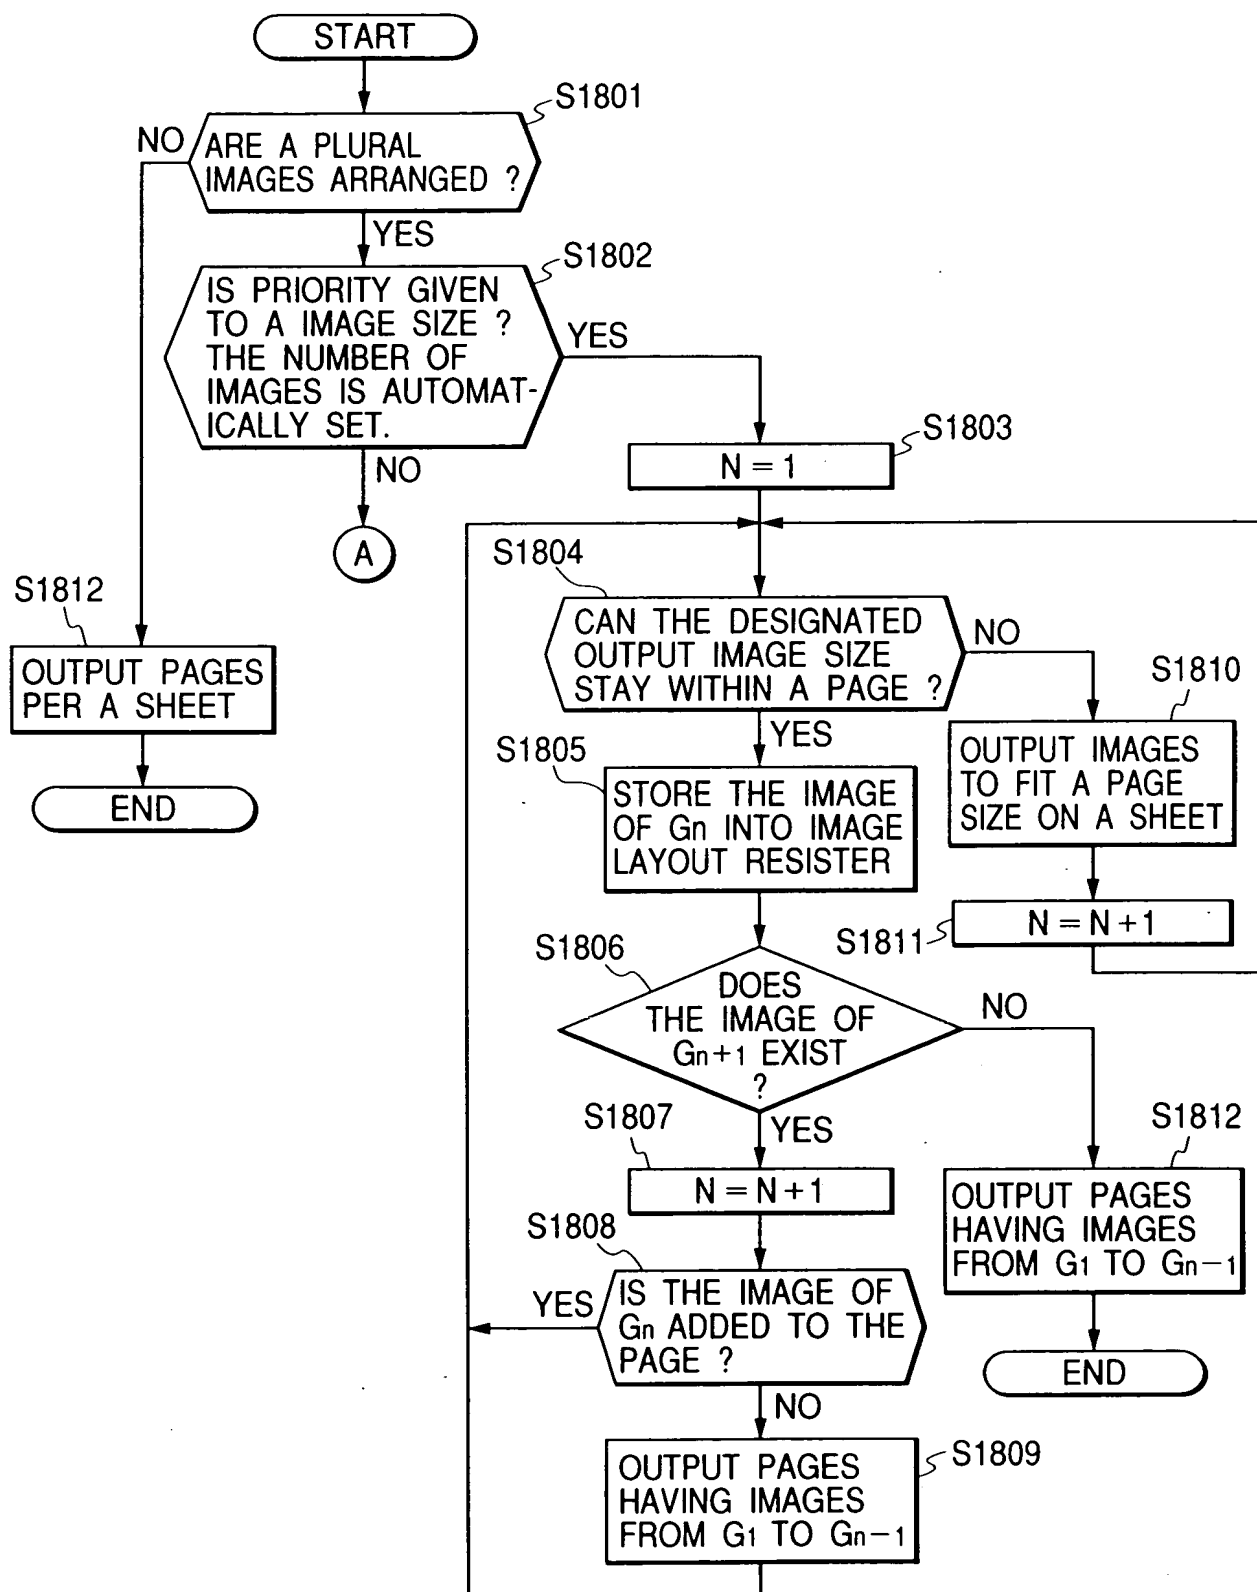 START
S1801
NO
ARE A PLURAL
IMAGES ARRANGED ?
YES
S1802
IS PRIORITY GIVEN
TO A IMAGE SIZE ?
THE NUMBER OF
IMAGES IS AUTOMAT-
ICALLY SET.
YES
NO
A
S1803
N = 1
S1812
OUTPUT PAGES
PER A SHEET
END
S1804
CAN THE DESIGNATED
OUTPUT IMAGE SIZE
STAY WITHIN A PAGE ?
NO
YES
S1810
OUTPUT IMAGES
TO FIT A PAGE
SIZE ON A SHEET
S1805
STORE THE IMAGE
OF Gn INTO IMAGE
LAYOUT RESISTER
S1811
N = N + 1
S1806
DOES
THE IMAGE OF
Gn+1 EXIST
?
NO
YES
S1807
N = N + 1
S1812
OUTPUT PAGES
HAVING IMAGES
FROM G1 TO Gn−1
END
S1808
YES
IS THE IMAGE OF
Gn ADDED TO THE
PAGE ?
NO
S1809
OUTPUT PAGES
HAVING IMAGES
FROM G1 TO Gn−1